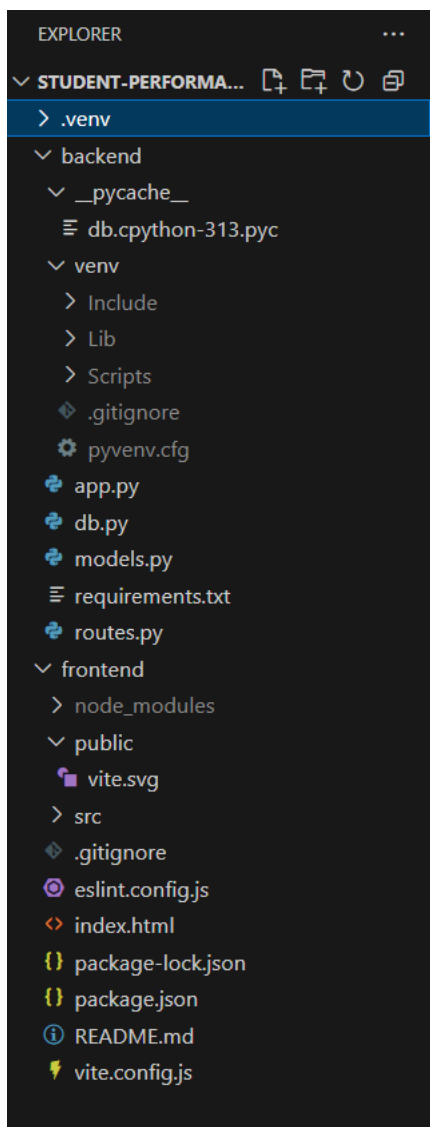 EXPLORER ...
STUDENT-PERFORMA...
.venv
backend
__pycache__
db.cpython-313.pyc
venv
Include
Lib
Scripts
.gitignore
pyvenv.cfg
app.py
db.py
models.py
requirements.txt
routes.py
frontend
node_modules
public
vite.svg
src
.gitignore
eslint.config.js
index.html
package-lock.json
package.json
README.md
vite.config.js